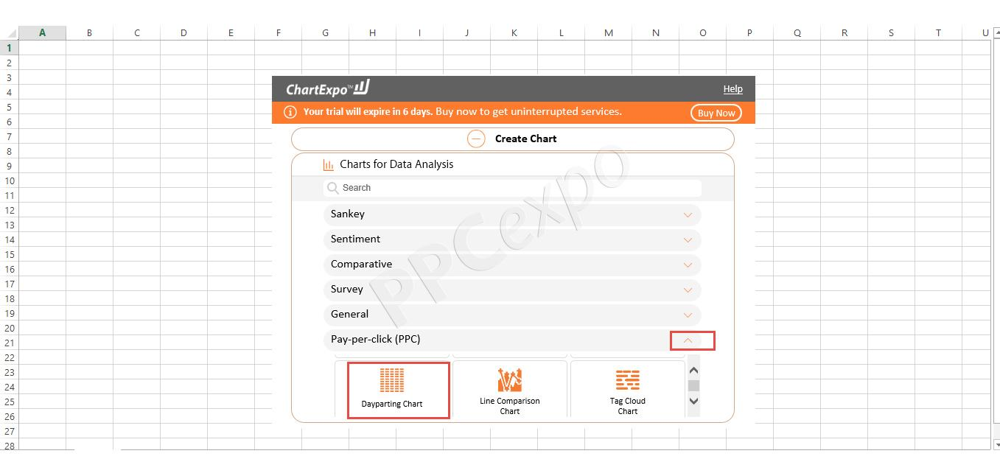 A B C D E F G H I J K L M N O P Q R S T U
1
2
3
4
5
6
7
8
9
10
11
12
13
14
15
16
17
18
19
20
21
22
23
24
25
26
27
28
ChartExpo™
Help
Your trial will expire in 6 days. Buy now to get uninterrupted services.
Buy Now
Create Chart
Charts for Data Analysis
Search
Sankey
Sentiment
Comparative
Survey
General
Pay-per-click (PPC)
Dayparting Chart
Line Comparison
Chart
Tag Cloud
Chart
PPCexpo